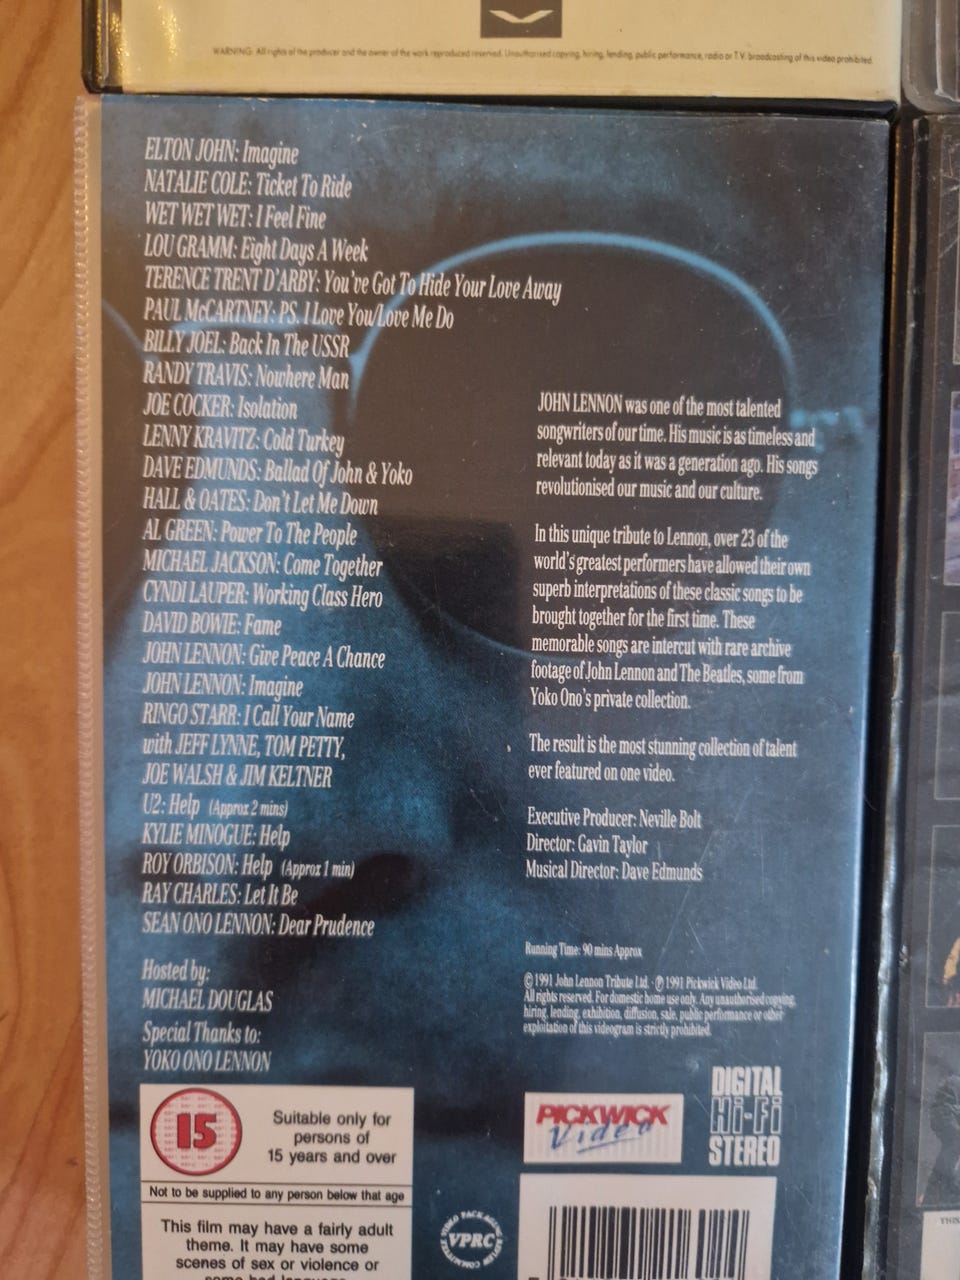 WARNING: All rights of the producer and the owner of the work reproduced reserved. Unauthorised copying, hiring, lending, public performance, radio or T.V. broadcasting of this video prohibited.
ELTON JOHN: Imagine
NATALIE COLE: Ticket To Ride
WET WET WET: I Feel Fine
LOU GRAMM: Eight Days A Week
TERENCE TRENT D'ARBY: You've Got To Hide Your Love Away
PAUL McCARTNEY: PS. I Love You/Love Me Do
BILLY JOEL: Back In The USSR
RANDY TRAVIS: Nowhere Man
JOE COCKER: Isolation
LENNY KRAVITZ: Cold Turkey
DAVE EDMUNDS: Ballad Of John & Yoko
HALL & OATES: Don't Let Me Down
AL GREEN: Power To The People
MICHAEL JACKSON: Come Together
CYNDI LAUPER: Working Class Hero
DAVID BOWIE: Fame
JOHN LENNON: Give Peace A Chance
JOHN LENNON: Imagine
RINGO STARR: I Call Your Name
with JEFF LYNNE, TOM PETTY,
JOE WALSH & JIM KELTNER
U2: Help (Approx 2 mins)
KYLIE MINOGUE: Help
ROY ORBISON: Help (Approx 1 min)
RAY CHARLES: Let It Be
SEAN ONO LENNON: Dear Prudence
Hosted by:
MICHAEL DOUGLAS
Special Thanks to:
YOKO ONO LENNON
JOHN LENNON was one of the most talented
songwriters of our time. His music is as timeless and
relevant today as it was a generation ago. His songs
revolutionised our music and our culture.
In this unique tribute to Lennon, over 23 of the
world's greatest performers have allowed their own
superb interpretations of these classic songs to be
brought together for the first time. These
memorable songs are intercut with rare archive
footage of John Lennon and The Beatles, some from
Yoko Ono's private collection.
The result is the most stunning collection of talent
ever featured on one video.
Executive Producer: Neville Bolt
Director: Gavin Taylor
Musical Director: Dave Edmunds
Running Time: 90 mins Approx
© 1991 John Lennon Tribute Ltd. ℗ 1991 Pickwick Video Ltd.
All rights reserved. For domestic home use only. Any unauthorised copying,
hiring, lending, exhibition, diffusion, sale, public performance or other
exploitation of this videogram is strictly prohibited.
15
Suitable only for
persons of
15 years and over
Not to be supplied to any person below that age
This film may have a fairly adult
theme. It may have some
scenes of sex or violence or
some bad language
PICKWICK
Video
DIGITAL
Hi-Fi
STEREO
VPRC